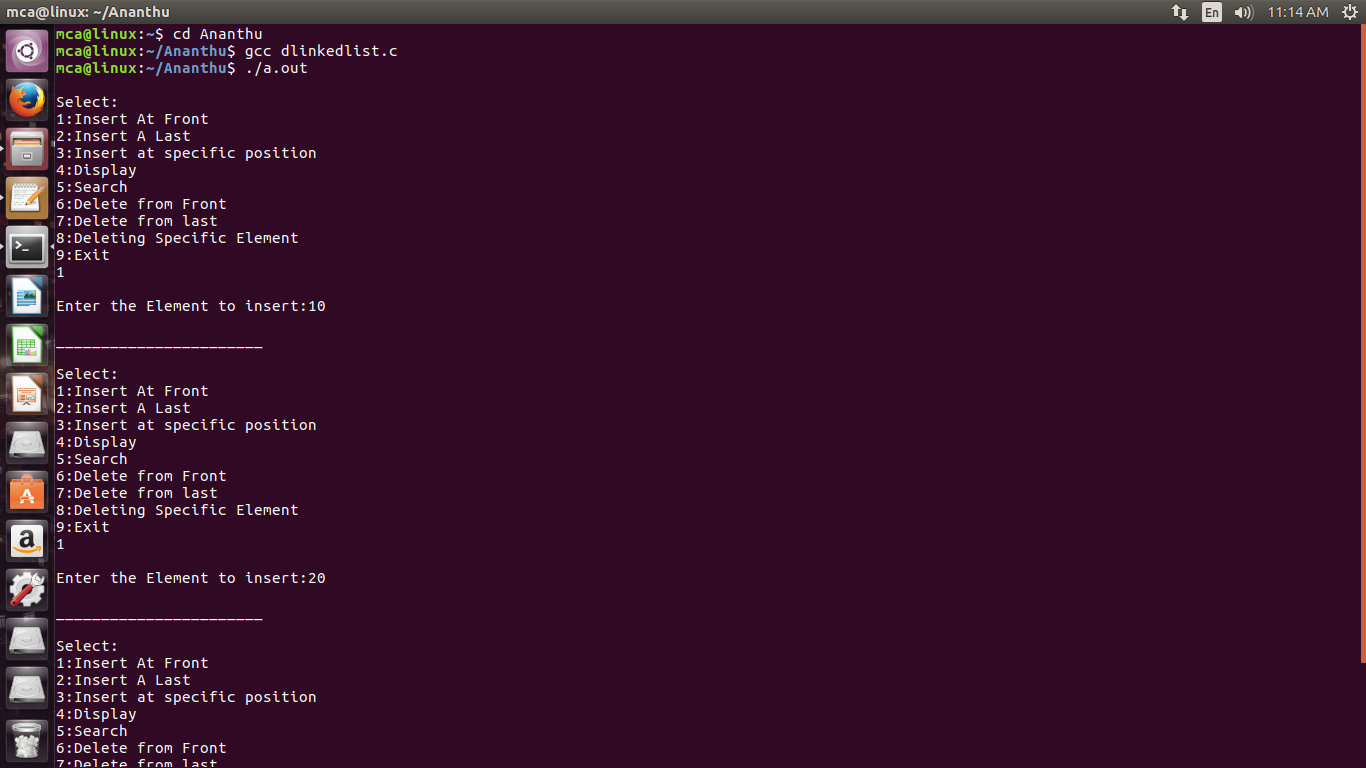 mca@linux: ~/Ananthu
En
11:14 AM
mca@linux:~$ cd Ananthu
mca@linux:~/Ananthu$ gcc dlinkedlist.c
mca@linux:~/Ananthu$ ./a.out
Select:
1:Insert At Front
2:Insert A Last
3:Insert at specific position
4:Display
5:Search
6:Delete from Front
7:Delete from last
8:Deleting Specific Element
9:Exit
1
Enter the Element to insert:10
_______________________
Select:
1:Insert At Front
2:Insert A Last
3:Insert at specific position
4:Display
5:Search
6:Delete from Front
7:Delete from last
8:Deleting Specific Element
9:Exit
1
Enter the Element to insert:20
_______________________
Select:
1:Insert At Front
2:Insert A Last
3:Insert at specific position
4:Display
5:Search
6:Delete from Front
7:Delete from last